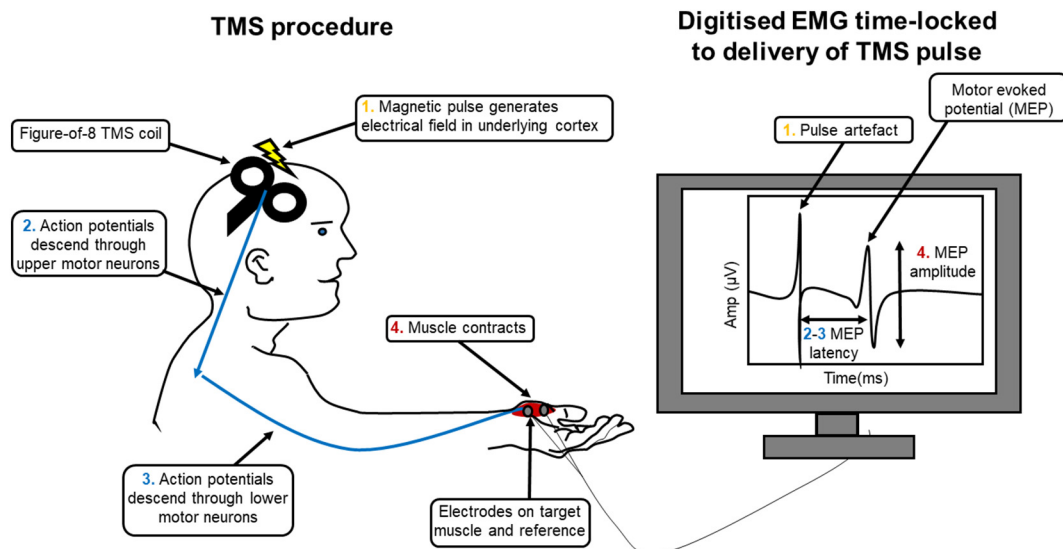 TMS procedure
Digitised EMG time-locked
to delivery of TMS pulse
Figure-of-8 TMS coil
1. Magnetic pulse generates
electrical field in underlying cortex
2. Action potentials
descend through
upper motor neurons
3. Action potentials
descend through lower
motor neurons
4. Muscle contracts
Electrodes on target
muscle and reference
Motor evoked
potential (MEP)
1. Pulse artefact
Amp (µV)
4. MEP
amplitude
2-3 MEP
latency
Time(ms)